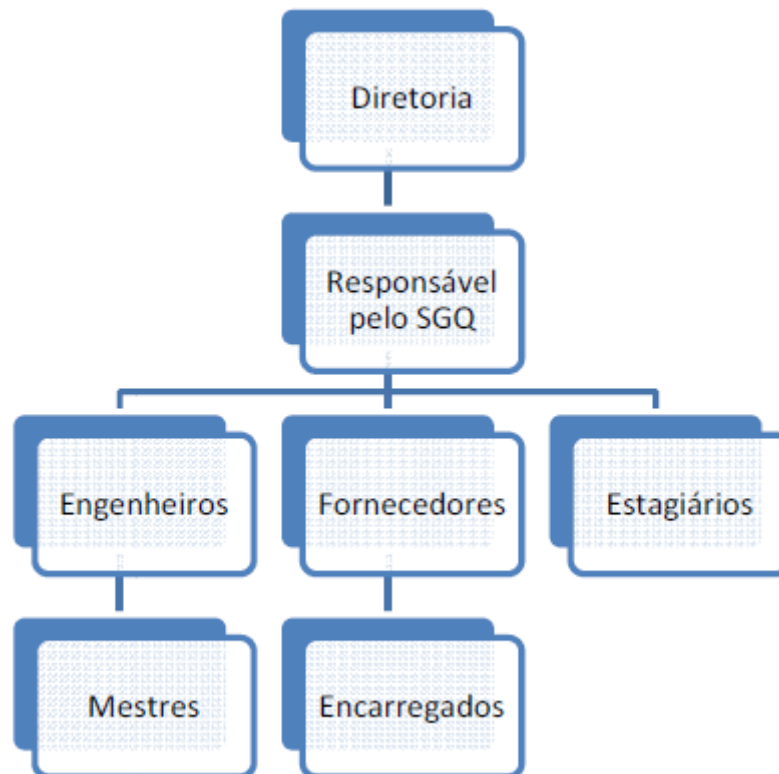 Diretoria
Responsável
pelo SGQ
Engenheiros
Fornecedores
Estagiários
Mestres
Encarregados